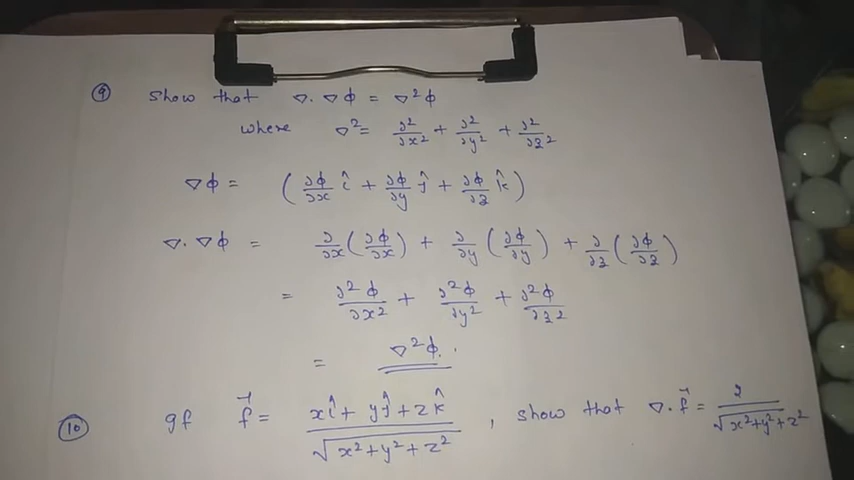 ⑨ Show that ∇. ∇ϕ = ∇²ϕ
where ∇² = ∂²/∂x² + ∂²/∂y² + ∂²/∂z²
∇ϕ = (∂ϕ/∂x î + ∂ϕ/∂y ĵ + ∂ϕ/∂z k̂)
∇. ∇ϕ = ∂/∂x (∂ϕ/∂x) + ∂/∂y (∂ϕ/∂y) + ∂/∂z (∂ϕ/∂z)
= ∂²ϕ/∂x² + ∂²ϕ/∂y² + ∂²ϕ/∂z²
= ∇²ϕ.
⑩ If f⃗ = (xî + yĵ + zk̂)/√(x²+y²+z²), show that ∇. f⃗ = 2/√(x²+y²+z²)